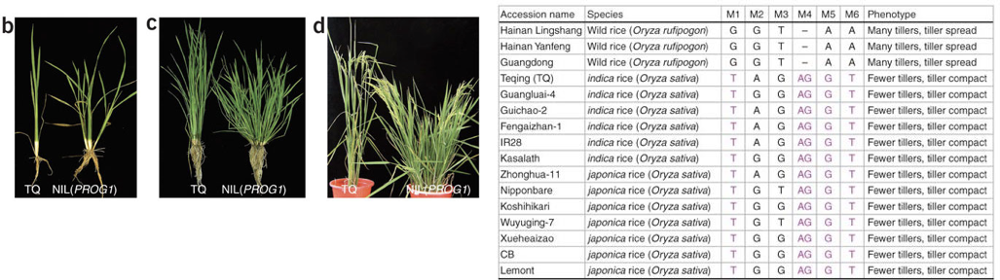 b
c
d
TQ NIL(PROG1)
TQ NIL(PROG1)
TQ NIL(PROG1)
Accession name Species M1 M2 M3 M4 M5 M6 Phenotype
Hainan Lingshang Wild rice (Oryza rufipogon) G G T – A A Many tillers, tiller spread
Hainan Yanfeng Wild rice (Oryza rufipogon) G G T – A A Many tillers, tiller spread
Guangdong Wild rice (Oryza rufipogon) G G T – A A Many tillers, tiller spread
Teqing (TQ) indica rice (Oryza sativa) T A G AG G T Fewer tillers, tiller compact
Guangluai-4 indica rice (Oryza sativa) T G G AG G T Fewer tillers, tiller compact
Guichao-2 indica rice (Oryza sativa) T A G AG G T Fewer tillers, tiller compact
Fengaizhan-1 indica rice (Oryza sativa) T A G AG G T Fewer tillers, tiller compact
IR28 indica rice (Oryza sativa) T A G AG G T Fewer tillers, tiller compact
Kasalath indica rice (Oryza sativa) T G G AG G T Fewer tillers, tiller compact
Zhonghua-11 japonica rice (Oryza sativa) T A G AG G T Fewer tillers, tiller compact
Nipponbare japonica rice (Oryza sativa) T G T AG G T Fewer tillers, tiller compact
Koshihikari japonica rice (Oryza sativa) T G G AG G T Fewer tillers, tiller compact
Wuyuging-7 japonica rice (Oryza sativa) T G T AG G T Fewer tillers, tiller compact
Xueheaizao japonica rice (Oryza sativa) T G G AG G T Fewer tillers, tiller compact
CB japonica rice (Oryza sativa) T G G AG G T Fewer tillers, tiller compact
Lemont japonica rice (Oryza sativa) T G G AG G T Fewer tillers, tiller compact